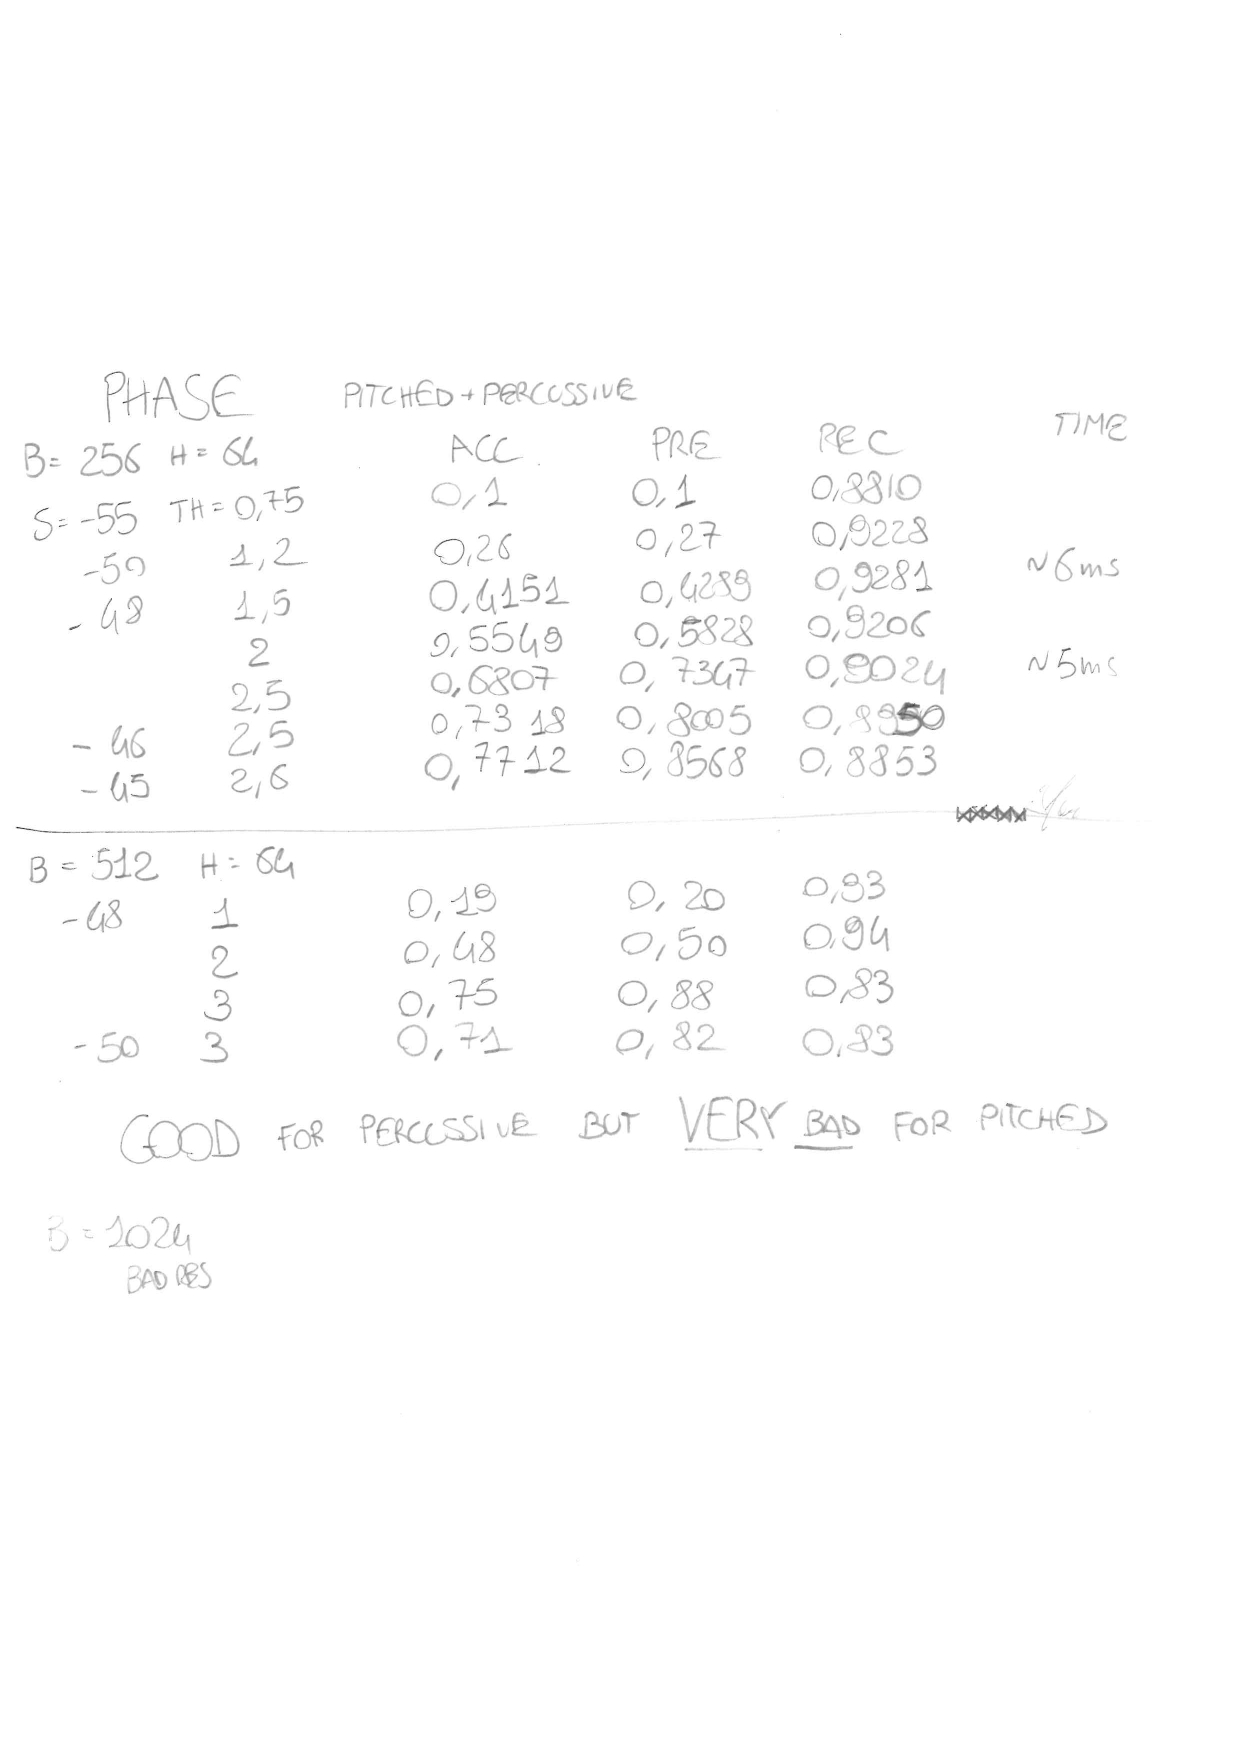 PHASE PITCHED + PERCUSSIVE
TIME
B= 256 H= 64 ACC PRE REC
S= -55 TH= 0,75 0,1 0,1 0,8810
-50 1,2 0,26 0,27 0,9228
-48 1,5 0,4151 0,4289 0,9281 ~6ms
2 0,5549 0,5828 0,9206
2,5 0,6807 0,7347 0,9024 ~5ms
-46 2,5 0,7318 0,8005 0,8950
-45 2,6 0,7712 0,8568 0,8853
B = 512 H= 64
-48 1 0,19 0,20 0,93
2 0,48 0,50 0,94
3 0,75 0,88 0,83
-50 3 0,71 0,82 0,83
GOOD FOR PERCUSSIVE BUT VERY BAD FOR PITCHED
B = 1024
BAD RES